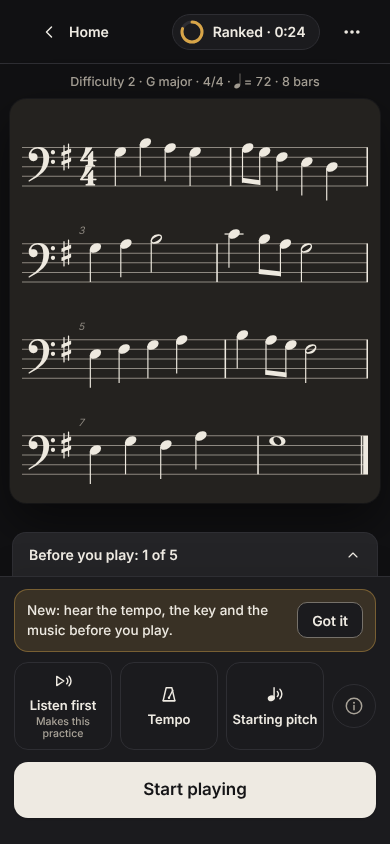 Home
Ranked · 0:24
Difficulty 2 · G major · 4/4 · ♩ = 72 · 8 bars
4
4
3
5
7
Before you play: 1 of 5
New: hear the tempo, the key and the
music before you play.
Got it
Listen first
Makes this
practice
Tempo
Starting pitch
Start playing